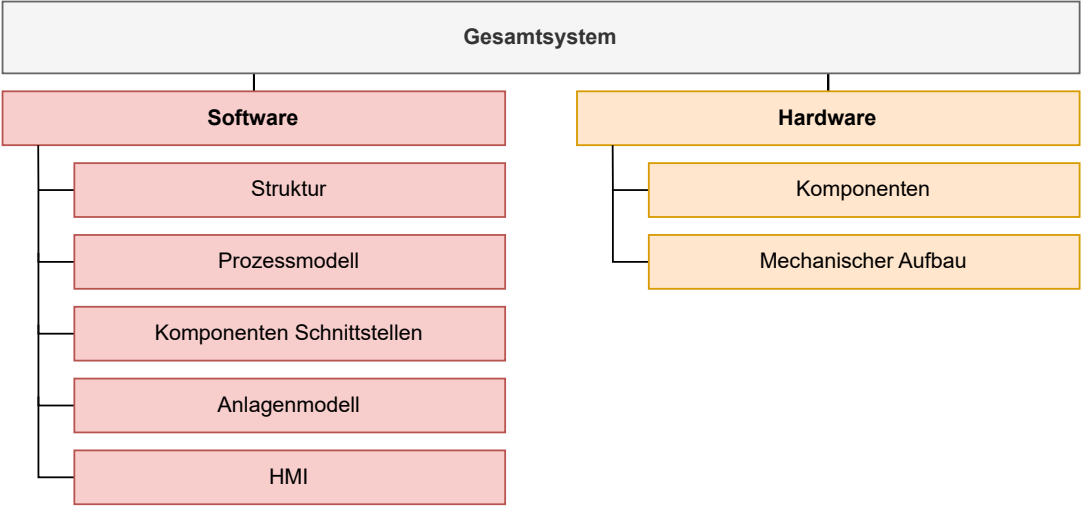 Gesamtsystem
Software
Struktur
Prozessmodell
Komponenten Schnittstellen
Anlagenmodell
HMI
Hardware
Komponenten
Mechanischer Aufbau